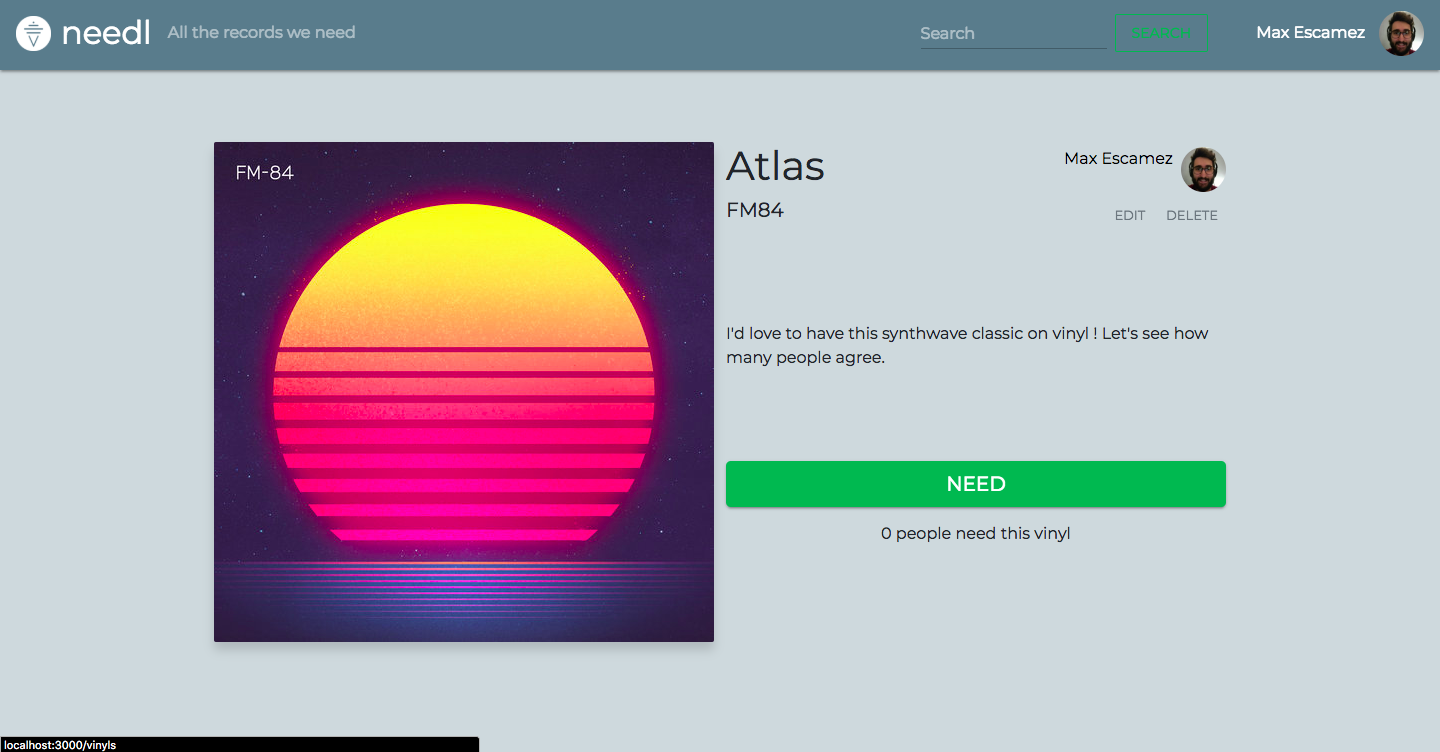 needl
All the records we need
Search
SEARCH
Max Escamez
FM-84
Atlas
Max Escamez
FM84
EDIT
DELETE
I'd love to have this synthwave classic on vinyl ! Let's see how
many people agree.
NEED
0 people need this vinyl
localhost:3000/vinyls